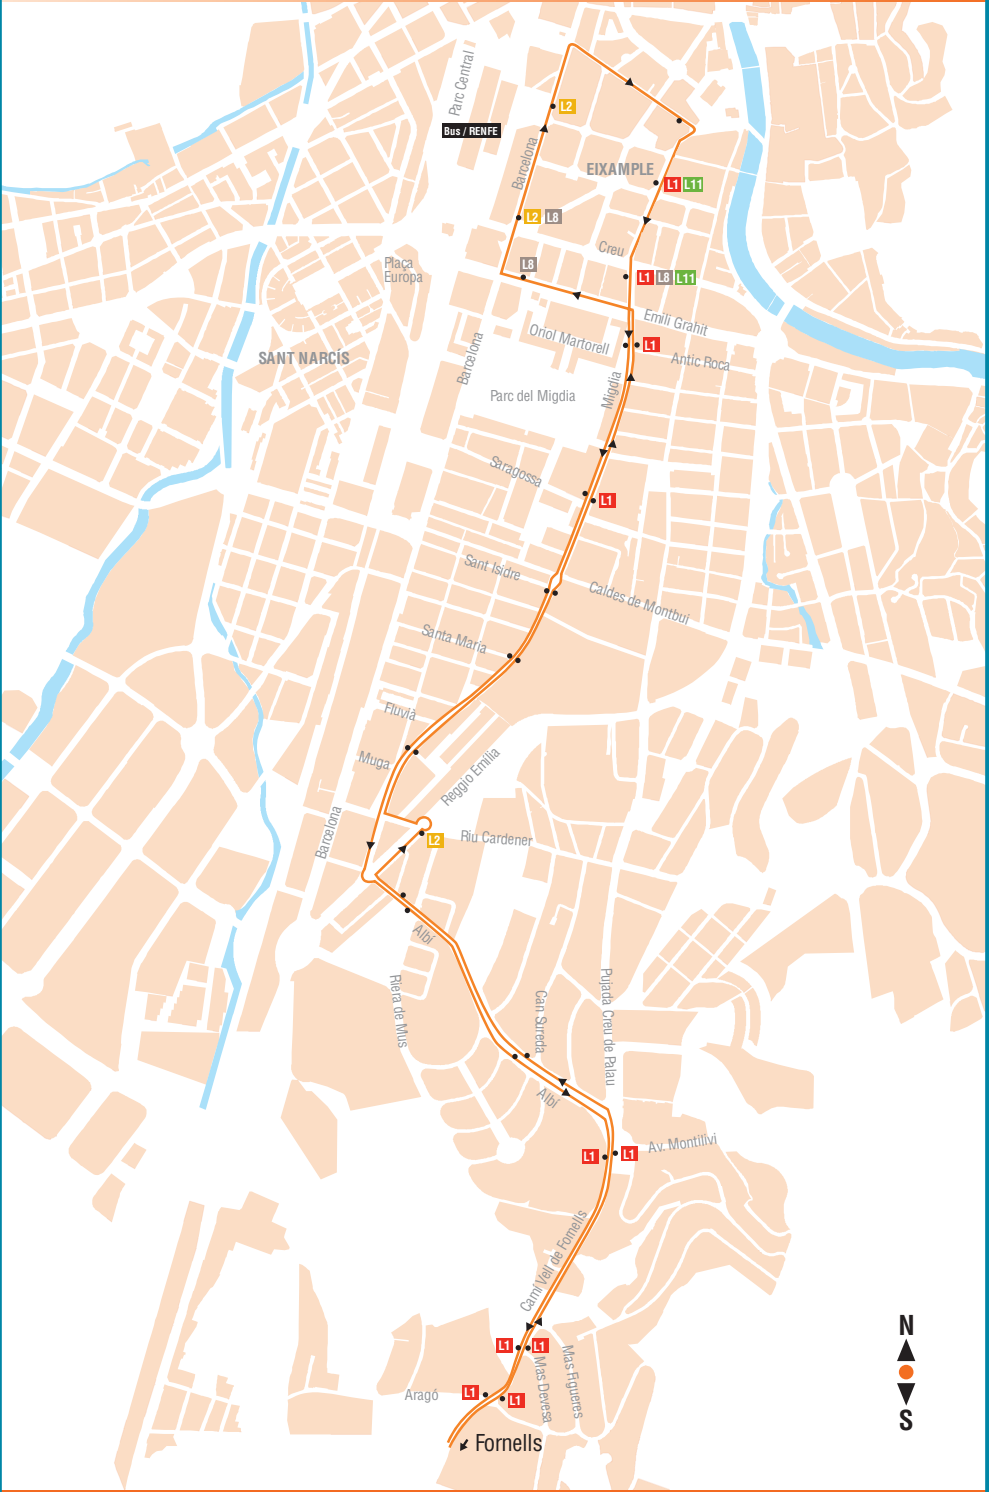 Parc Central
L2
Bus / RENFE
Barcelona
EIXAMPLE
L1 L11
L2 L8
Creu
Plaça
Europa
L8
L1 L8 L11
Emili Grahit
Oriol Martorell
L1
SANT NARCÍS
Barcelona
Antic Roca
Migdia
Parc del Migdia
Saragossa
L1
Sant Isidre
Caldes de Montbui
Santa Maria
Fluvià
Muga
Reggio Emilia
Barcelona
L2
Riu Cardener
Albí
Riera de Mus
Can Sureda
Pujada Creu de Palau
Albí
L1
L1
Av. Montilivi
Camí Vell de Fornells
N
L1
L1
Mas Devesa
Mas Figueres
Aragó
L1
L1
S
Fornells